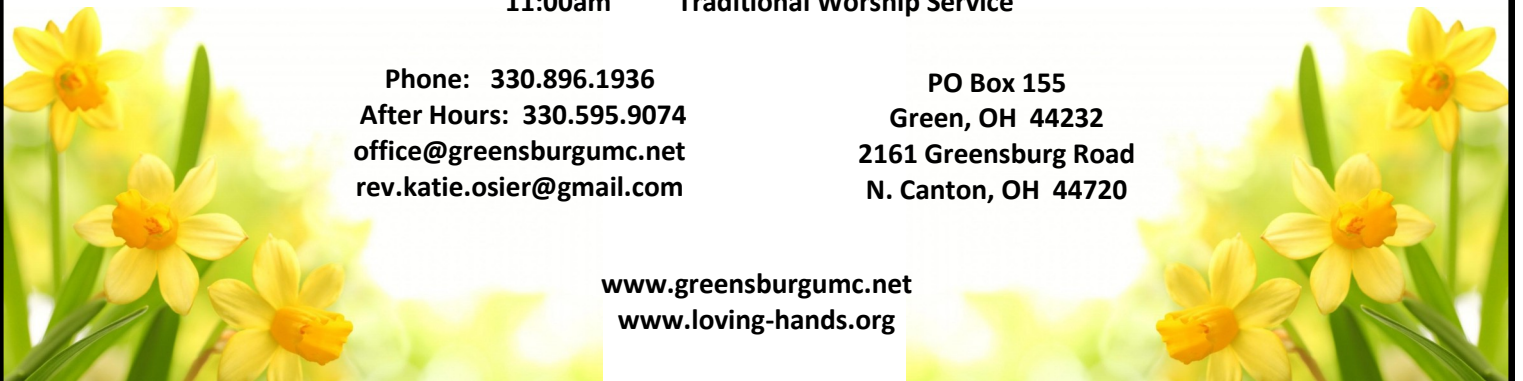 11:00am Traditional Worship Service
Phone: 330.896.1936
After Hours: 330.595.9074
office@greensburgumc.net
rev.katie.osier@gmail.com
PO Box 155
Green, OH 44232
2161 Greensburg Road
N. Canton, OH 44720
www.greensburgumc.net
www.loving-hands.org